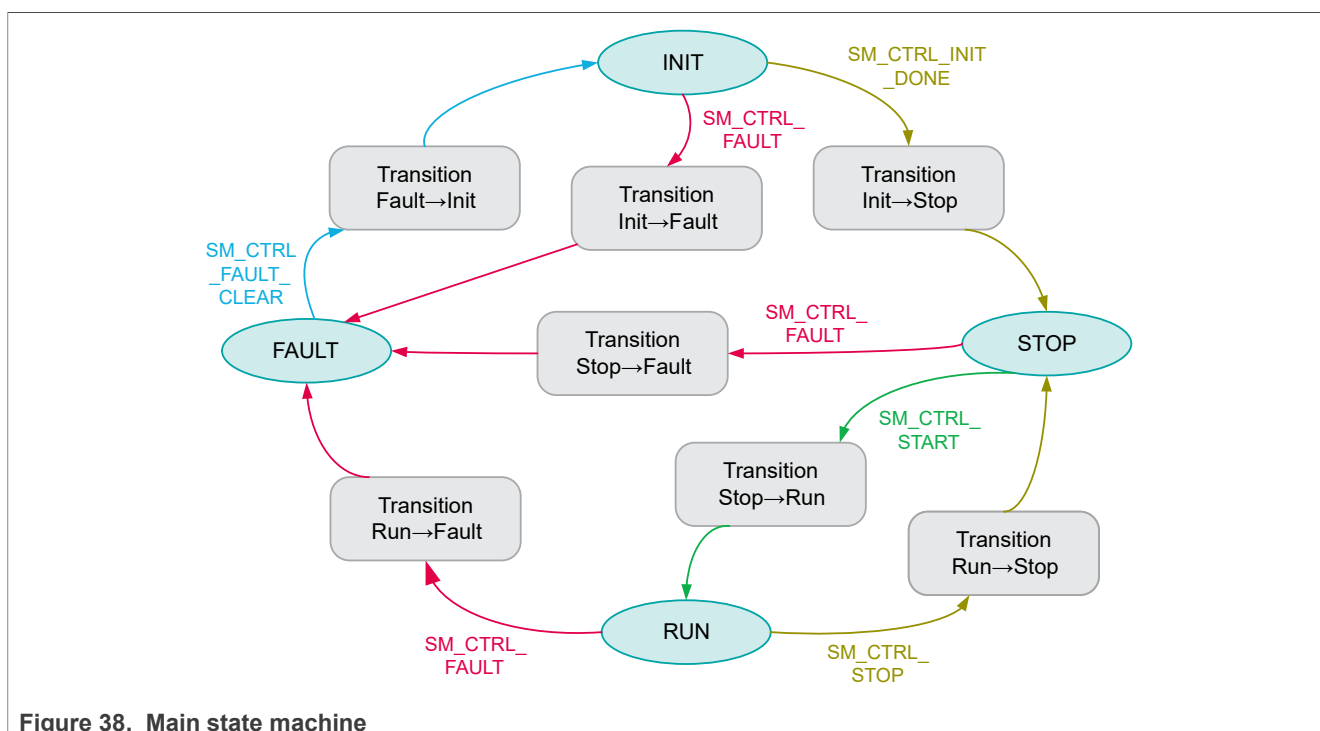 INIT
SM_CTRL_INIT
_DONE
SM_CTRL_
FAULT
Transition
Fault→Init
Transition
Init→Fault
Transition
Init→Stop
SM_CTRL
_FAULT_
CLEAR
FAULT
Transition
Stop→Fault
SM_CTRL_
FAULT
STOP
SM_CTRL_
START
Transition
Stop→Run
Transition
Run→Fault
Transition
Run→Stop
RUN
SM_CTRL_
FAULT
SM_CTRL_
STOP
Figure 38. Main state machine